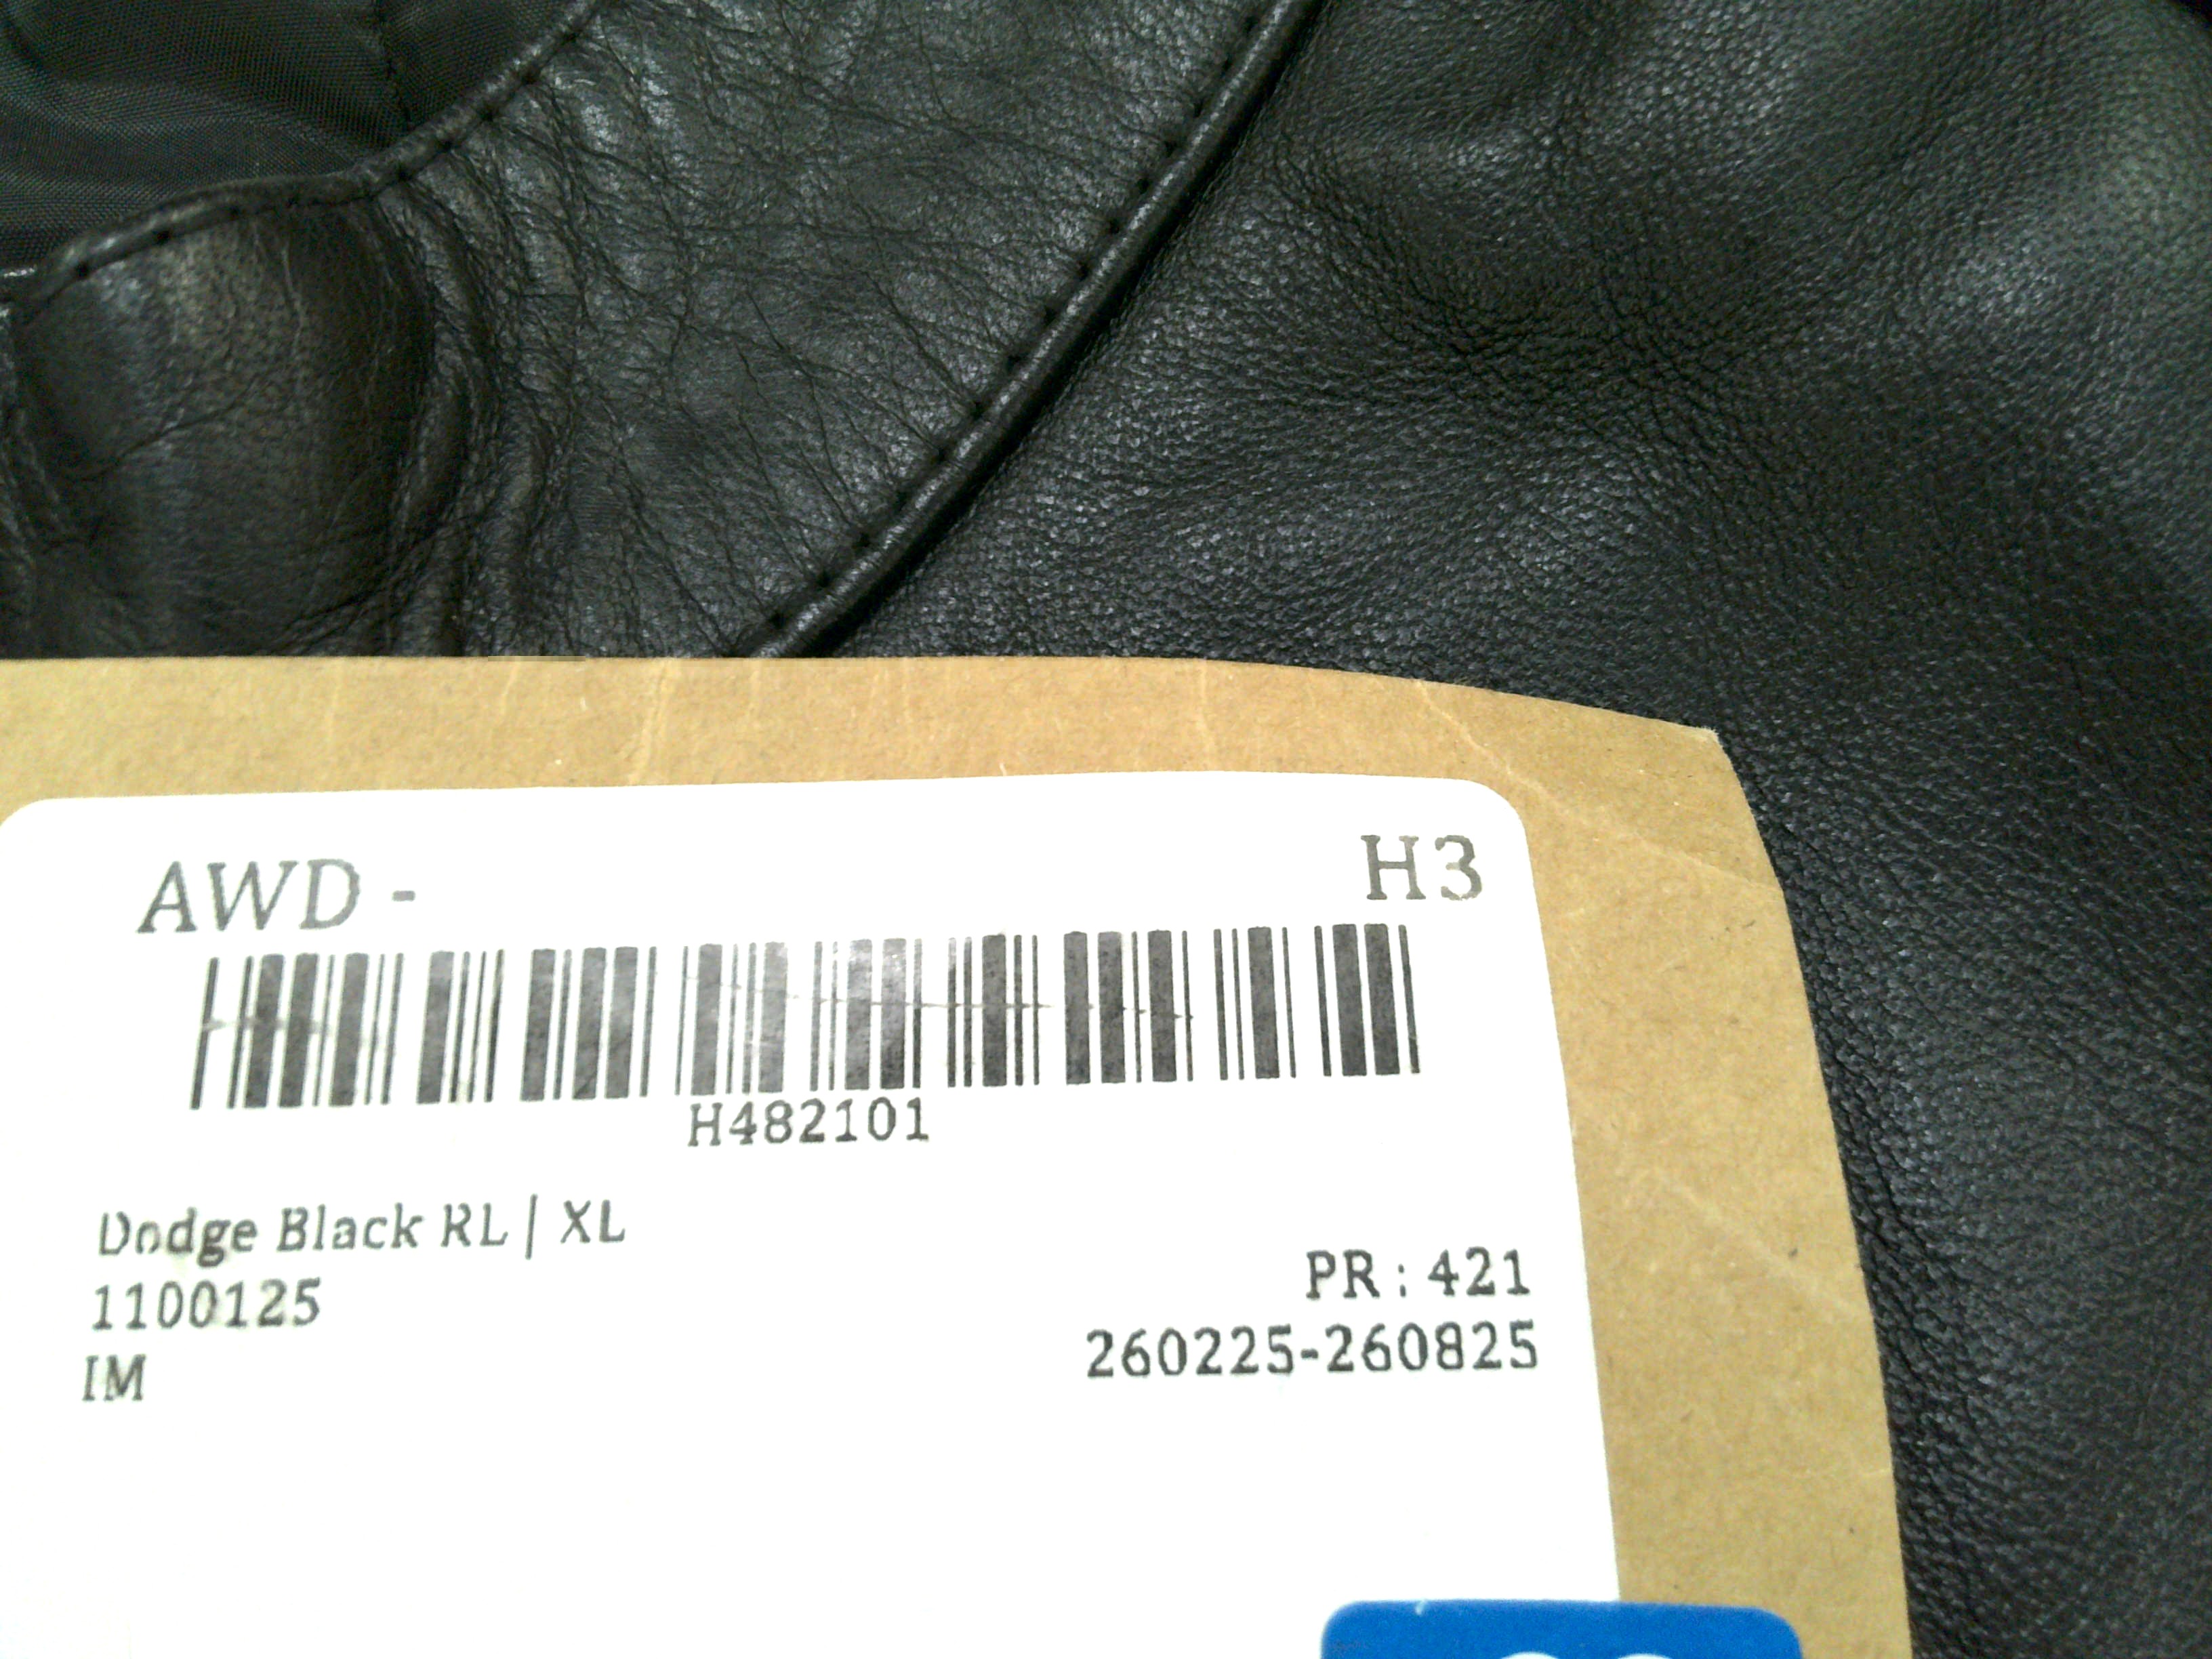 AWD - H3
H482101
Dodge Black RL | XL
1100125
PR : 421
IM
260225-260825